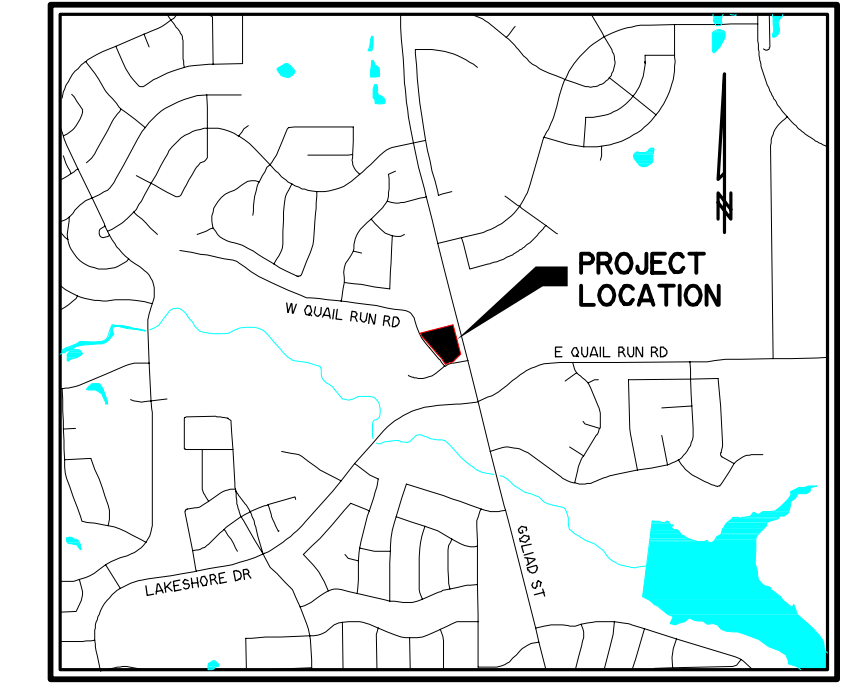 N
PROJECT
LOCATION
W QUAIL RUN RD
E QUAIL RUN RD
GOLIAD ST
LAKESHORE DR